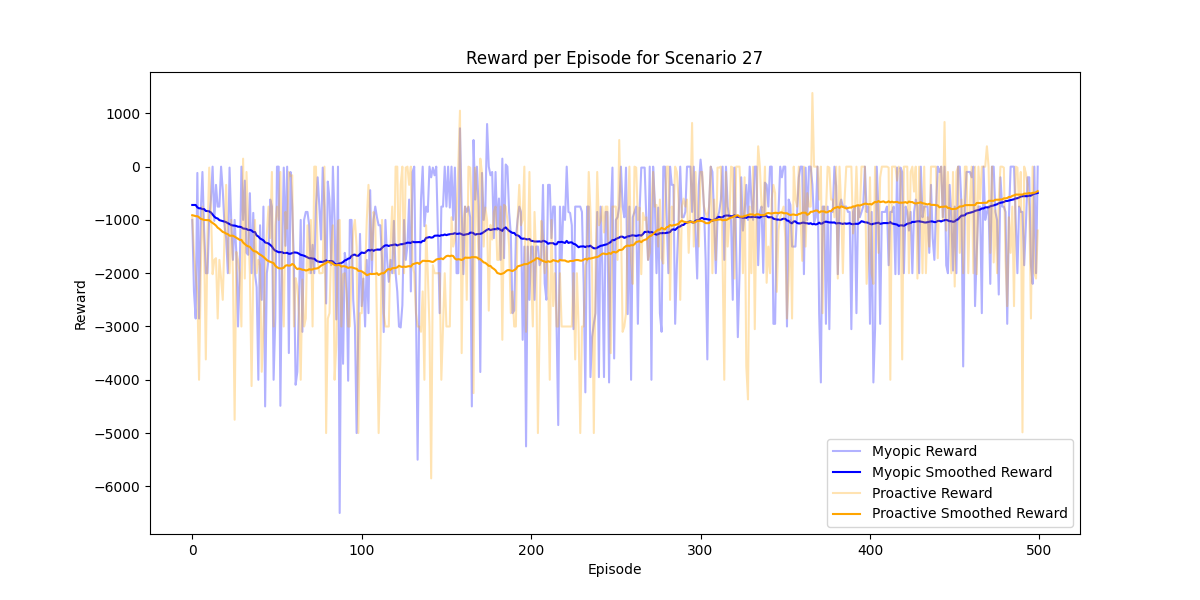 Reward per Episode for Scenario 27
1000
0
−1000
−2000
−3000
−4000
−5000
−6000
Reward
0 100 200 300 400 500
Episode
Myopic Reward
Myopic Smoothed Reward
Proactive Reward
Proactive Smoothed Reward